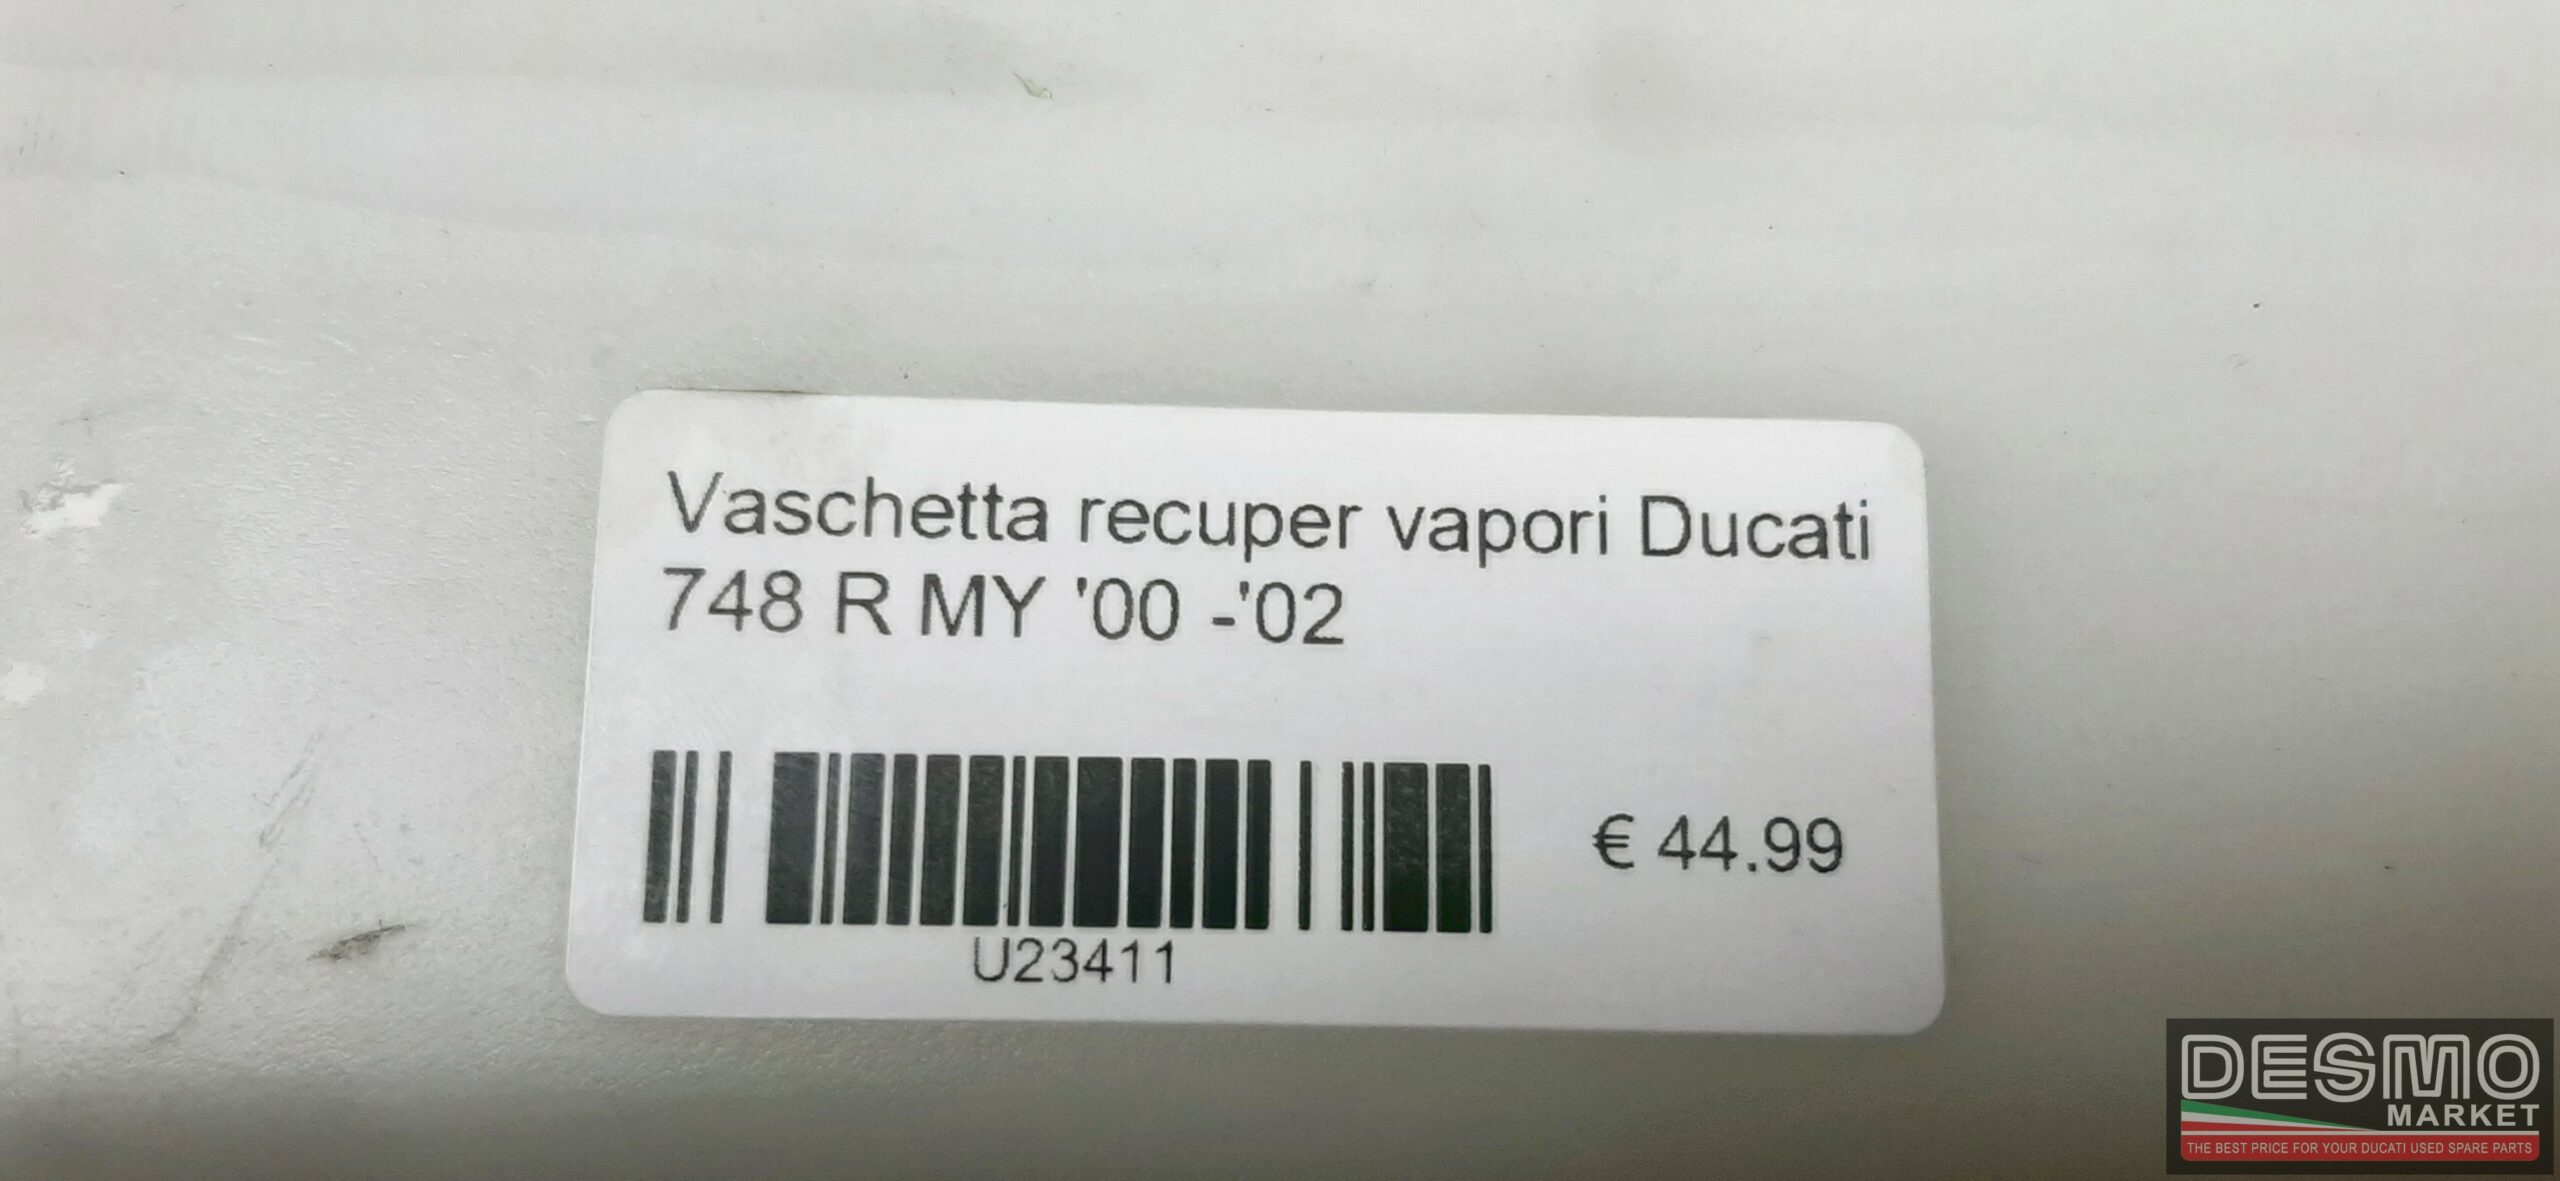 Vaschetta recuper vapori Ducati
748 R MY '00 -'02
€ 44.99
U23411
DESMO
MARKET
THE BEST PRICE FOR YOUR DUCATI USED SPARE PARTS